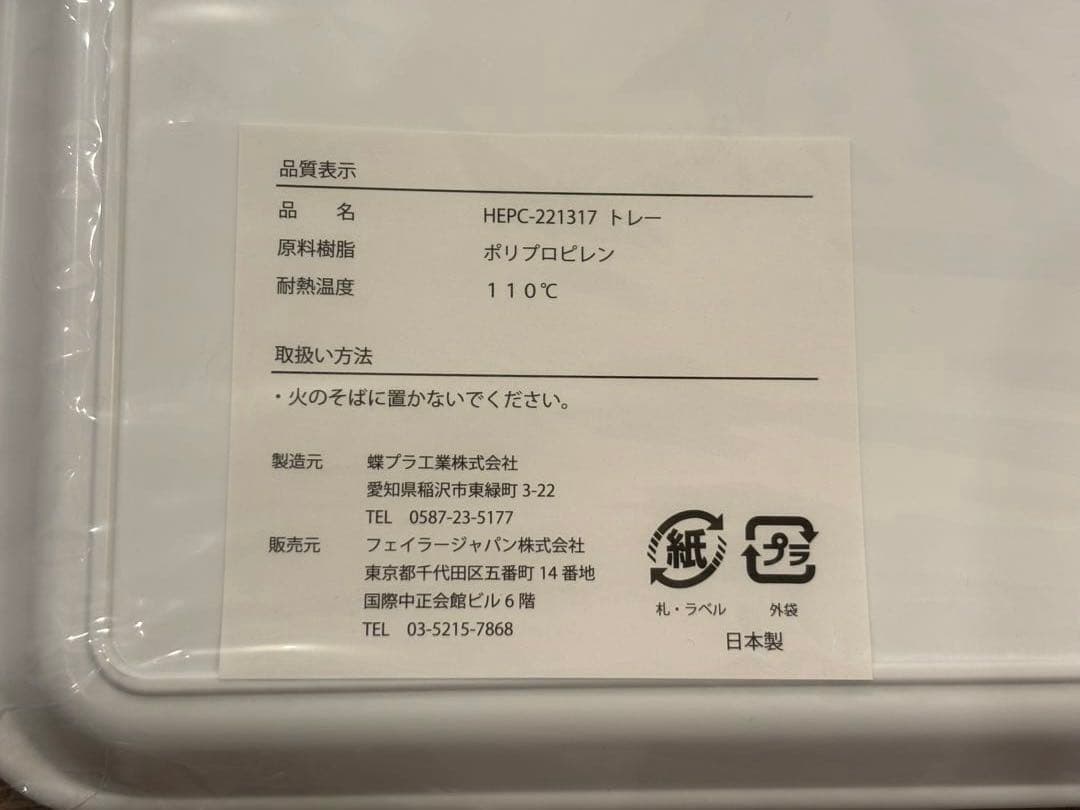 品質表示
品　名　HEPC-221317 トレー
原料樹脂　ポリプロピレン
耐熱温度　１１０℃
取扱い方法
・火のそばに置かないでください。
製造元　蝶プラ工業株式会社
愛知県稲沢市東緑町 3-22
TEL　0587-23-5177
販売元　フェイラージャパン株式会社
東京都千代田区五番町 14 番地
国際中正会館ビル 6 階
TEL　03-5215-7868
紙　プラ
札・ラベル　外袋
日本製